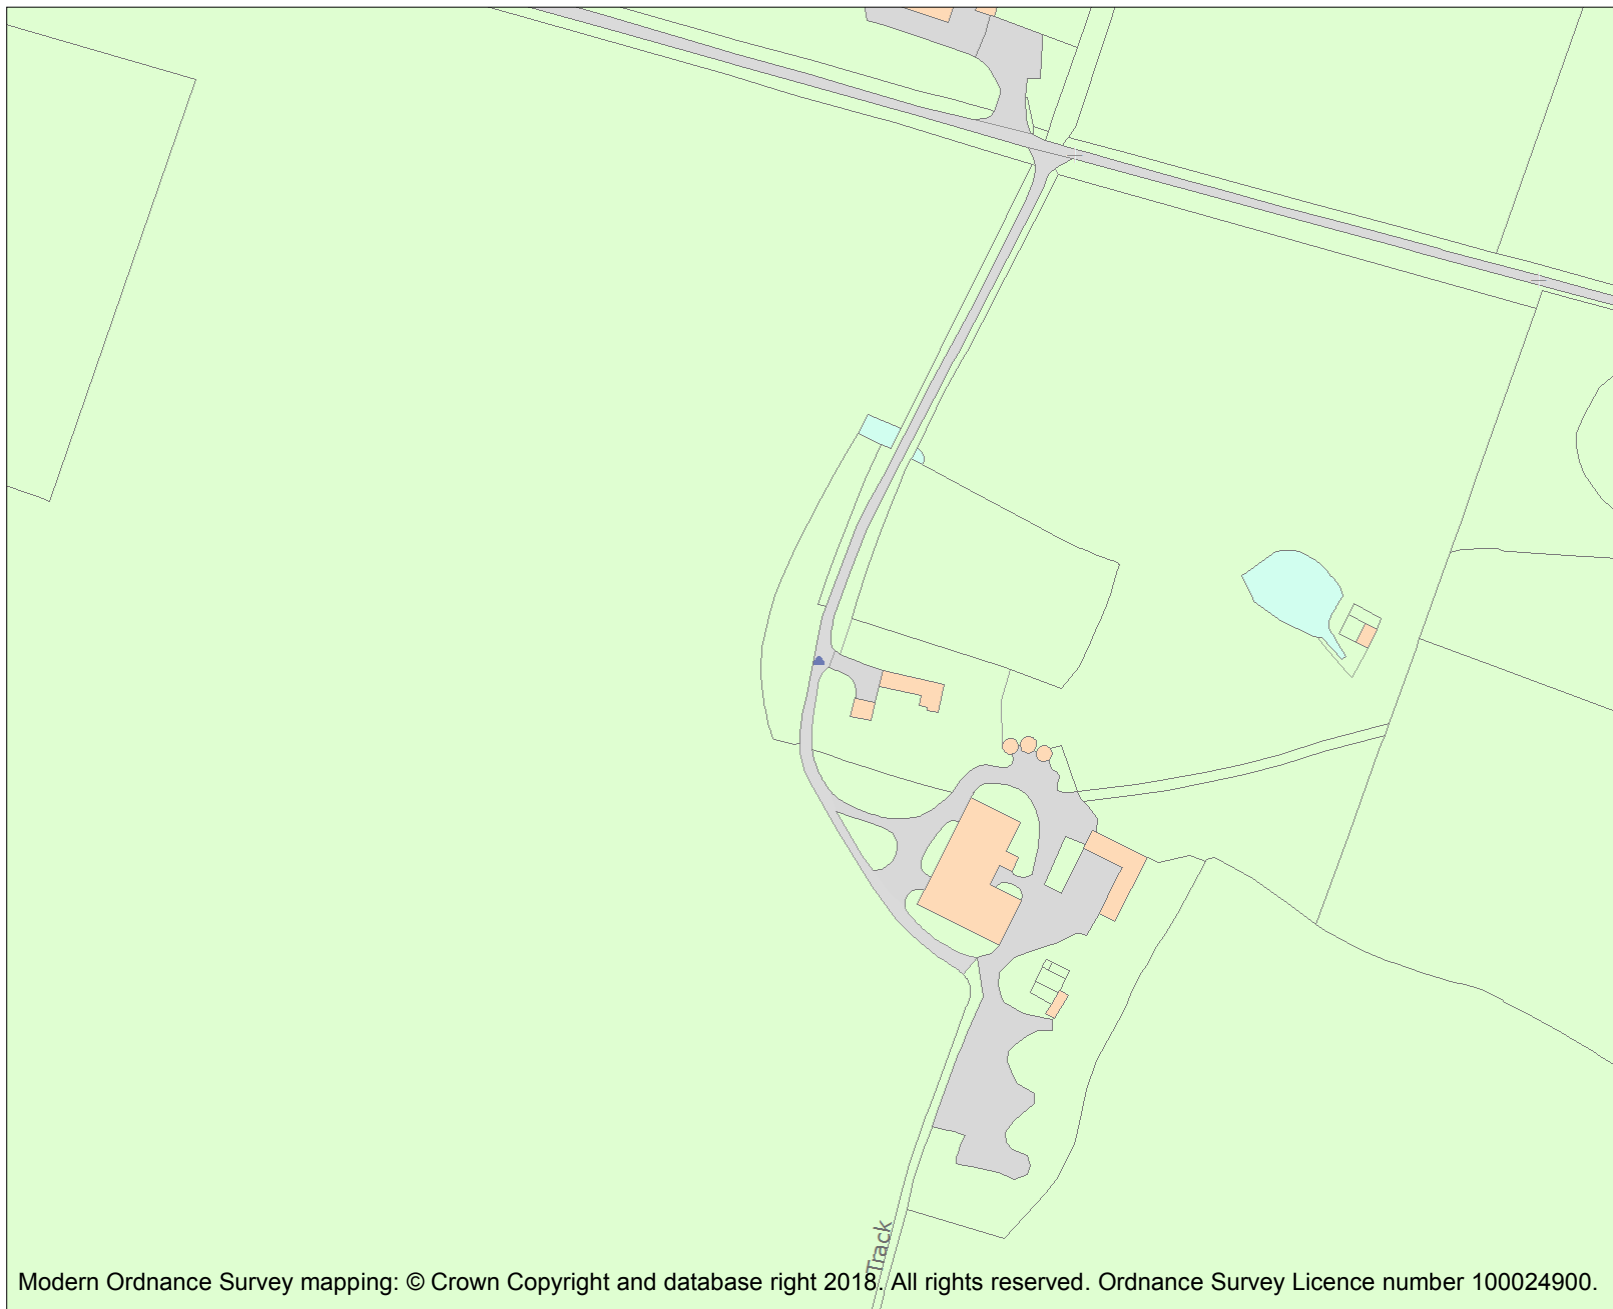 Track
Modern Ordnance Survey mapping: © Crown Copyright and database right 2018. All rights reserved. Ordnance Survey Licence number 100024900.